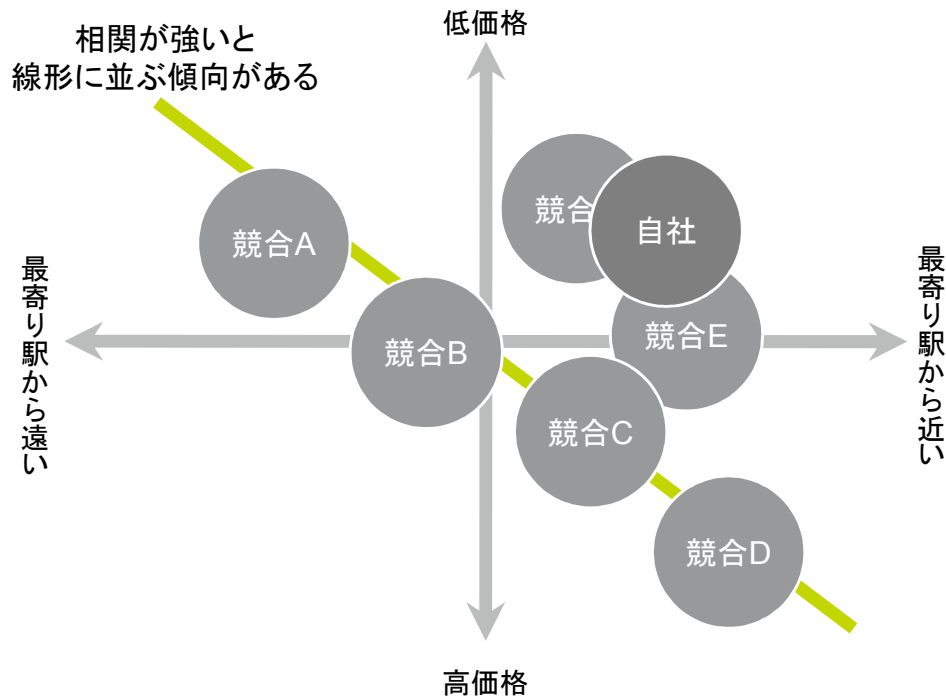 低価格
相関が強いと
線形に並ぶ傾向がある
競合A
競合
自社
最寄り駅から遠い
競合B
競合E
最寄り駅から近い
競合C
競合D
高価格